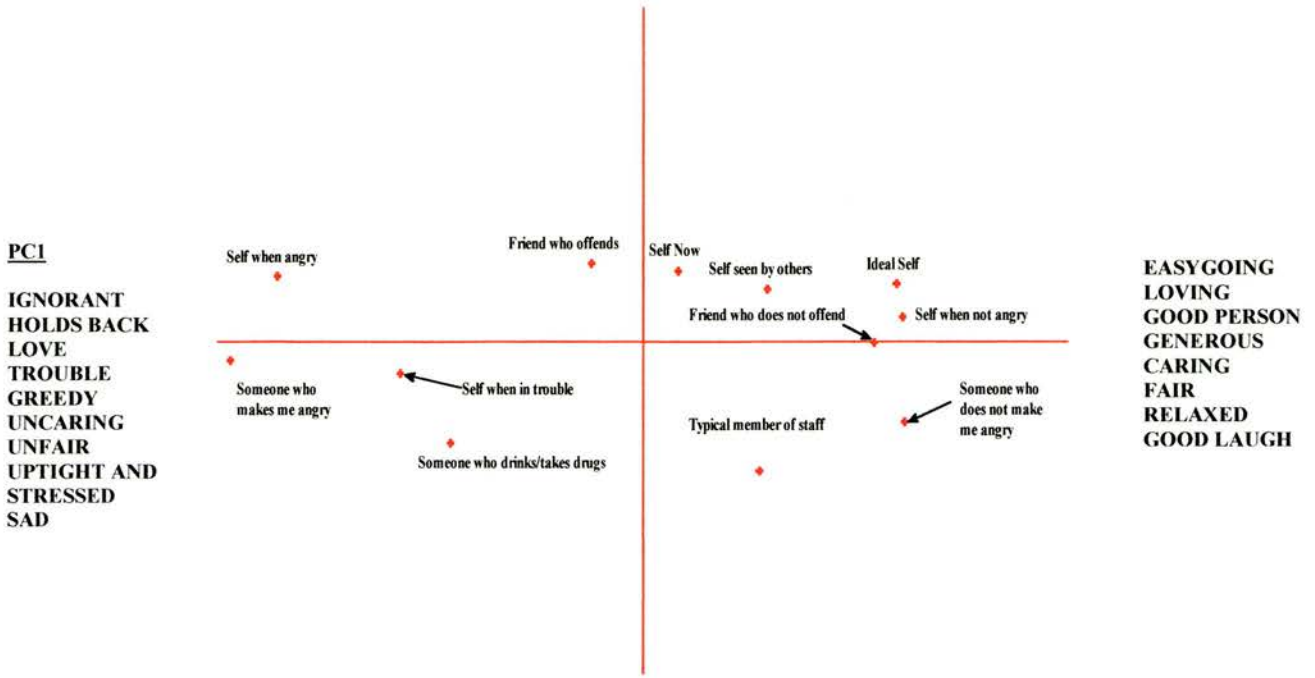 PC1
IGNORANT
HOLDS BACK
LOVE
TROUBLE
GREEDY
UNCARING
UNFAIR
UPTIGHT AND
STRESSED
SAD
Self when angry
Friend who offends
Self Now
Self seen by others
Ideal Self
Friend who does not offend
Self when not angry
Someone who
makes me angry
Self when in trouble
Someone who drinks/takes drugs
Typical member of staff
Someone who
does not make
me angry
EASYGOING
LOVING
GOOD PERSON
GENEROUS
CARING
FAIR
RELAXED
GOOD LAUGH